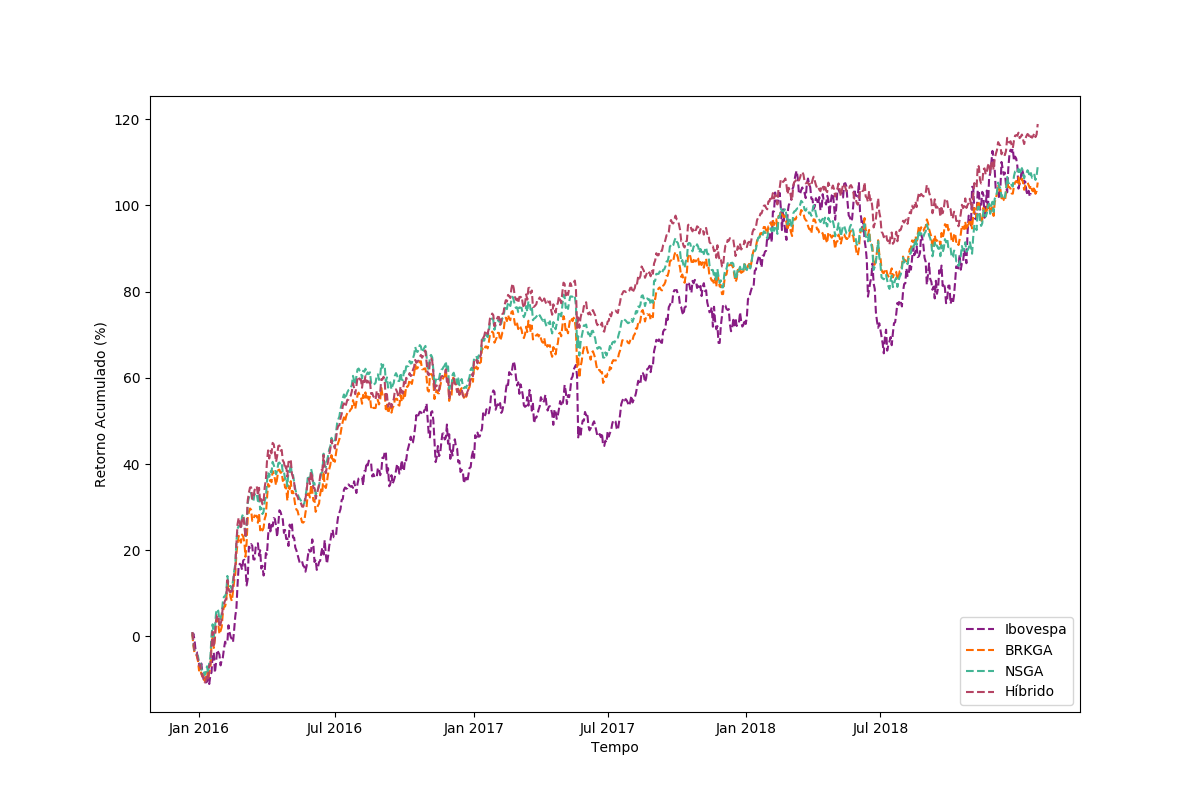 120
100
80
60
40
20
0
Retorno Acumulado (%)
Jan 2016
Jul 2016
Jan 2017
Jul 2017
Jan 2018
Jul 2018
Tempo
Ibovespa
BRKGA
NSGA
Híbrido